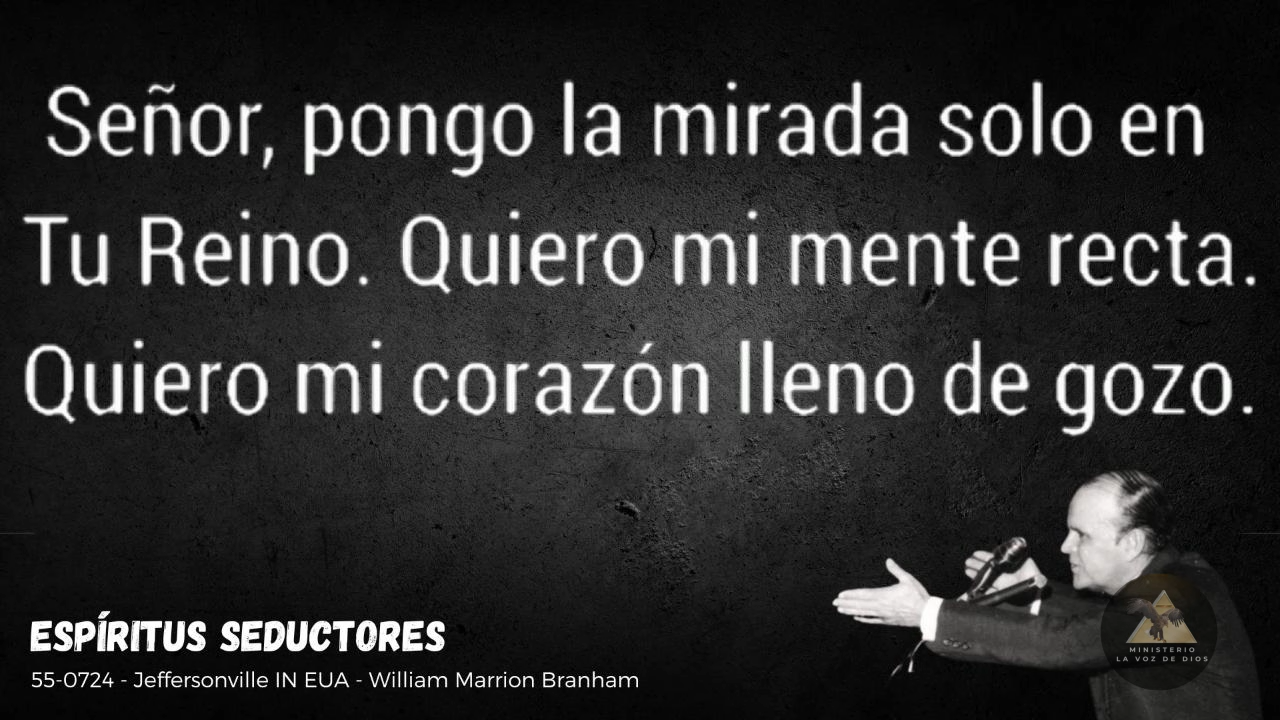 Señor, pongo la mirada solo en
Tu Reino. Quiero mi mente recta.
Quiero mi corazón lleno de gozo.
ESPÍRITUS SEDUCTORES
55-0724 - Jeffersonville IN EUA - William Marrion Branham
MINISTERIO
LA VOZ DE DIOS